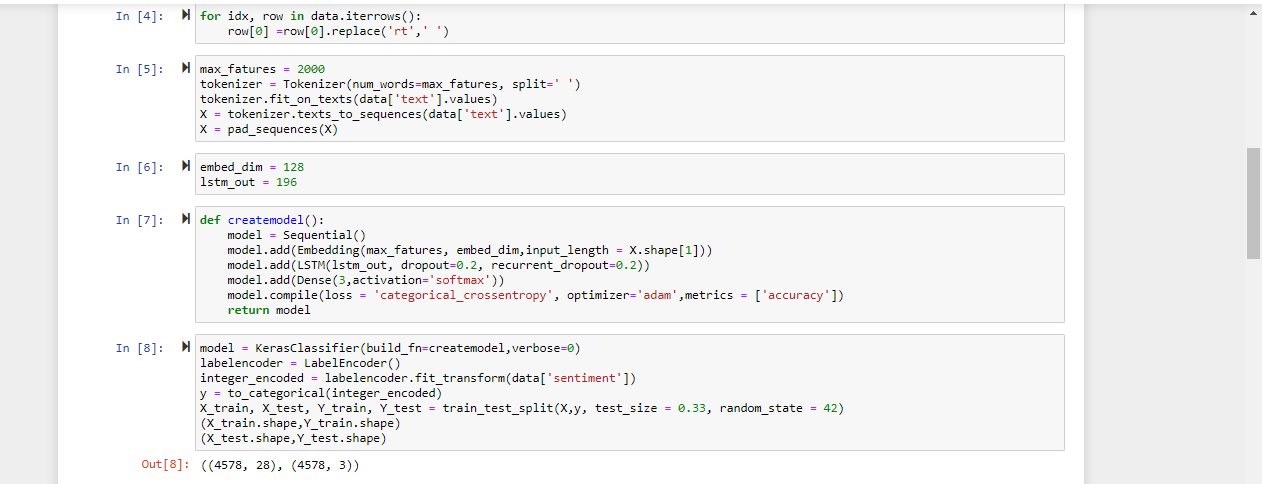 In [4]:
for idx, row in data.iterrows():
    row[0] =row[0].replace('rt',' ')
In [5]:
max_fatures = 2000
tokenizer = Tokenizer(num_words=max_fatures, split=' ')
tokenizer.fit_on_texts(data['text'].values)
X = tokenizer.texts_to_sequences(data['text'].values)
X = pad_sequences(X)
In [6]:
embed_dim = 128
lstm_out = 196
In [7]:
def createmodel():
    model = Sequential()
    model.add(Embedding(max_fatures, embed_dim,input_length = X.shape[1]))
    model.add(LSTM(lstm_out, dropout=0.2, recurrent_dropout=0.2))
    model.add(Dense(3,activation='softmax'))
    model.compile(loss = 'categorical_crossentropy', optimizer='adam',metrics = ['accuracy'])
    return model
In [8]:
model = KerasClassifier(build_fn=createmodel,verbose=0)
labelencoder = LabelEncoder()
integer_encoded = labelencoder.fit_transform(data['sentiment'])
y = to_categorical(integer_encoded)
X_train, X_test, Y_train, Y_test = train_test_split(X,y, test_size = 0.33, random_state = 42)
(X_train.shape,Y_train.shape)
(X_test.shape,Y_test.shape)
Out[8]: ((4578, 28), (4578, 3))